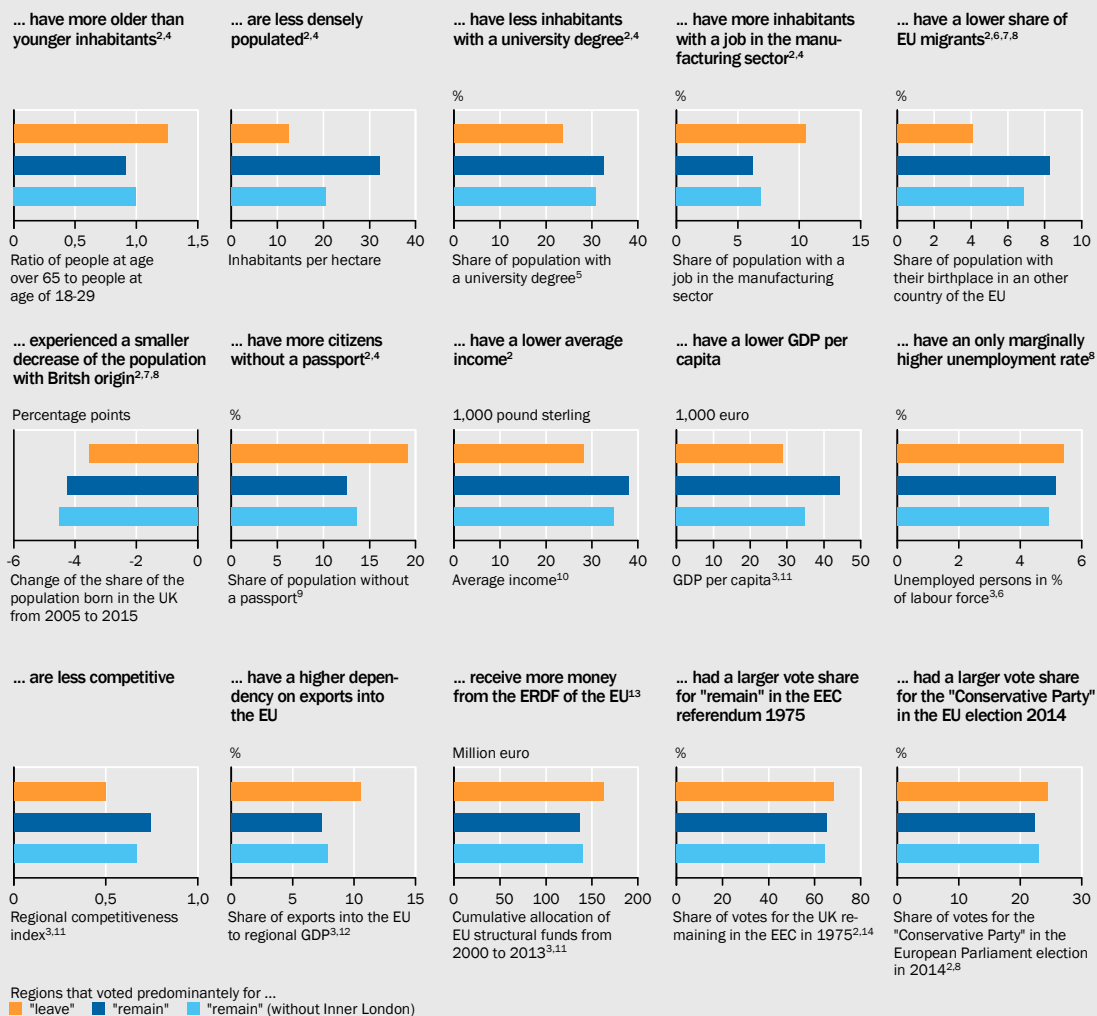 ... have more older than
younger inhabitants2,4
... are less densely
populated2,4
... have less inhabitants
with a university degree2,4
... have more inhabitants
with a job in the manu-
facturing sector2,4
... have a lower share of
EU migrants2,6,7,8
%
%
%
0 0,5 1,0 1,5
0 10 20 30 40
0 10 20 30 40
0 5 10 15
0 2 4 6 8 10
Ratio of people at age
over 65 to people at
age of 18-29
Inhabitants per hectare
Share of population with
a university degree5
Share of population with a
job in the manufacturing
sector
Share of population with
their birthplace in an other
country of the EU
... experienced a smaller
decrease of the population
with Britsh origin2,7,8
... have more citizens
without a passport2,4
... have a lower average
income2
... have a lower GDP per
capita
... have an only marginally
higher unemployment rate8
Percentage points
%
1,000 pound sterling
1,000 euro
%
-6 -4 -2 0
0 5 10 15 20
0 10 20 30 40
0 10 20 30 40 50
0 2 4 6
Change of the share of the
population born in the UK
from 2005 to 2015
Share of population without
a passport9
Average income10
GDP per capita3,11
Unemployed persons in %
of labour force3,6
... are less competitive
... have a higher depen-
dency on exports into
the EU
... receive more money
from the ERDF of the EU13
... had a larger vote share
for "remain" in the EEC
referendum 1975
... had a larger vote share
for the "Conservative Party"
in the EU election 2014
%
Million euro
%
%
0 0,5 1,0
0 5 10 15
0 50 100 150 200
0 20 40 60 80
0 10 20 30
Regional competitiveness
index3,11
Share of exports into the EU
to regional GDP3,12
Cumulative allocation of
EU structural funds from
2000 to 20133,11
Share of votes for the UK re-
maining in the EEC in 19752,14
Share of votes for the
"Conservative Party" in the
European Parliament election
in 20142,8
Regions that voted predominantely for ...
"leave" "remain" "remain" (without Inner London)